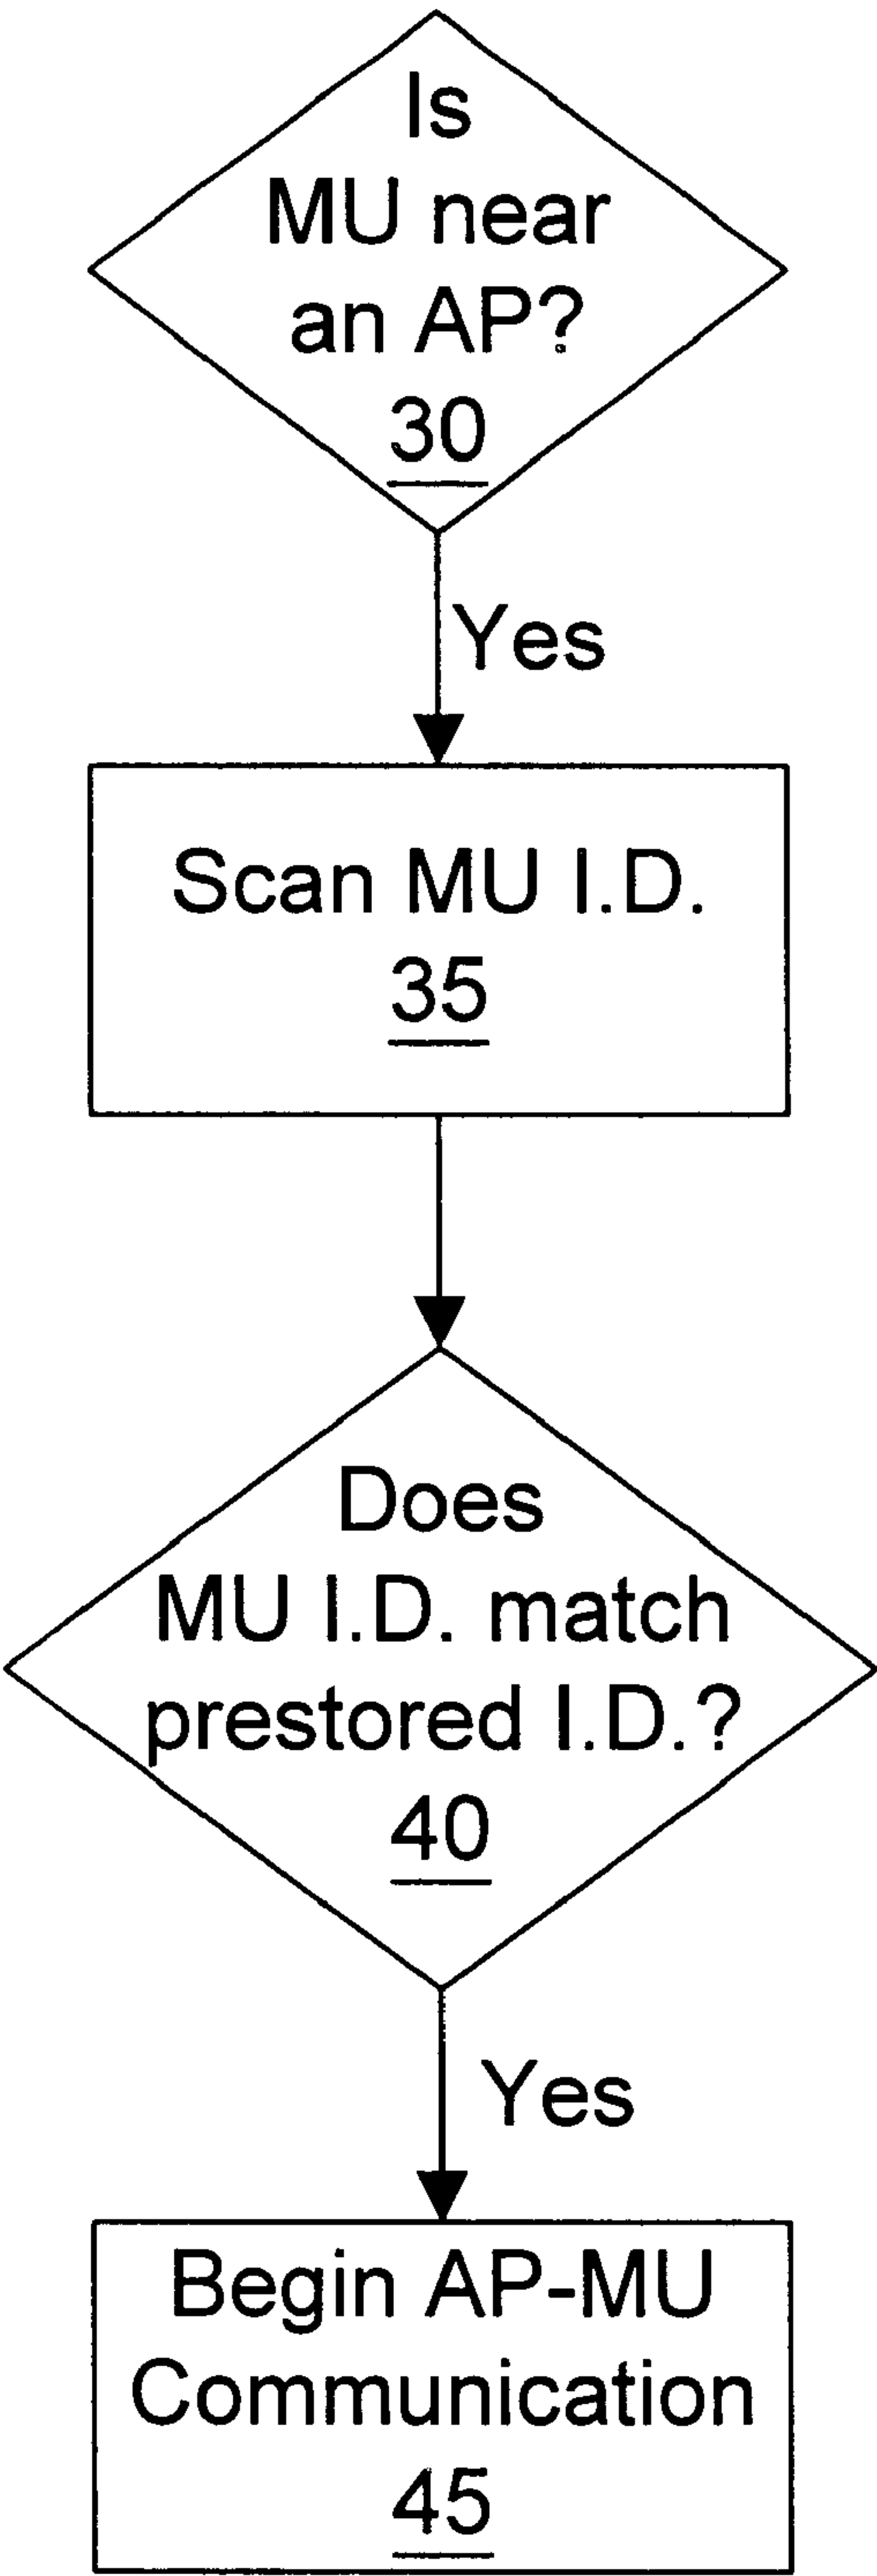 Is
MU near
an AP?
30
Yes
Scan MU I.D.
35
Does
MU I.D. match
prestored I.D.?
40
Yes
Begin AP-MU
Communication
45